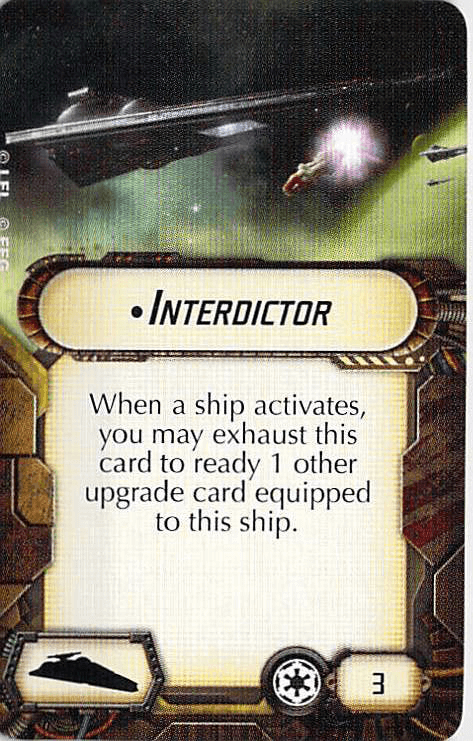 © LFL © FFG
• INTERDICTOR
When a ship activates,
you may exhaust this
card to ready 1 other
upgrade card equipped
to this ship.
3